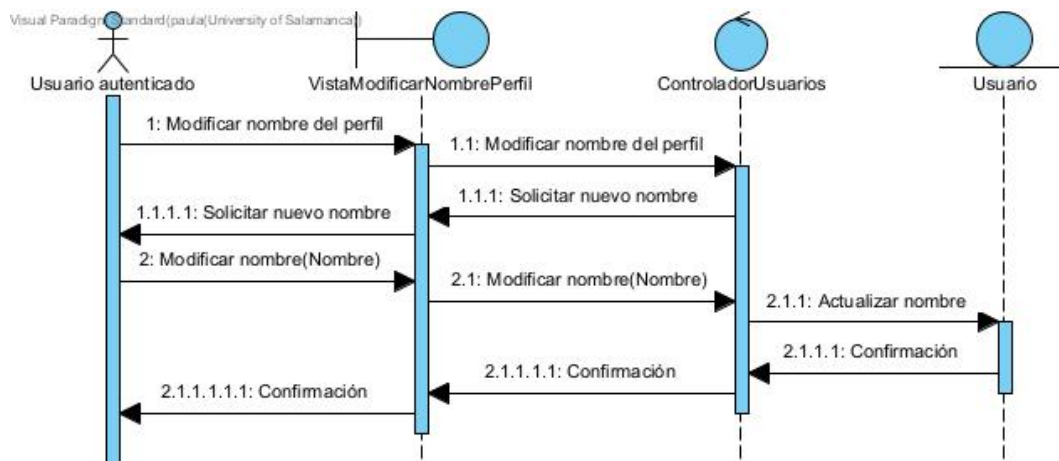 Visual Paradigm Standard(paula(University of Salamanca))
Usuario autenticado
VistaModificarNombrePerfil
ControladorUsuarios
Usuario
1: Modificar nombre del perfil
1.1: Modificar nombre del perfil
1.1.1: Solicitar nuevo nombre
1.1.1.1: Solicitar nuevo nombre
2: Modificar nombre(Nombre)
2.1: Modificar nombre(Nombre)
2.1.1: Actualizar nombre
2.1.1.1: Confirmación
2.1.1.1.1: Confirmación
2.1.1.1.1.1: Confirmación